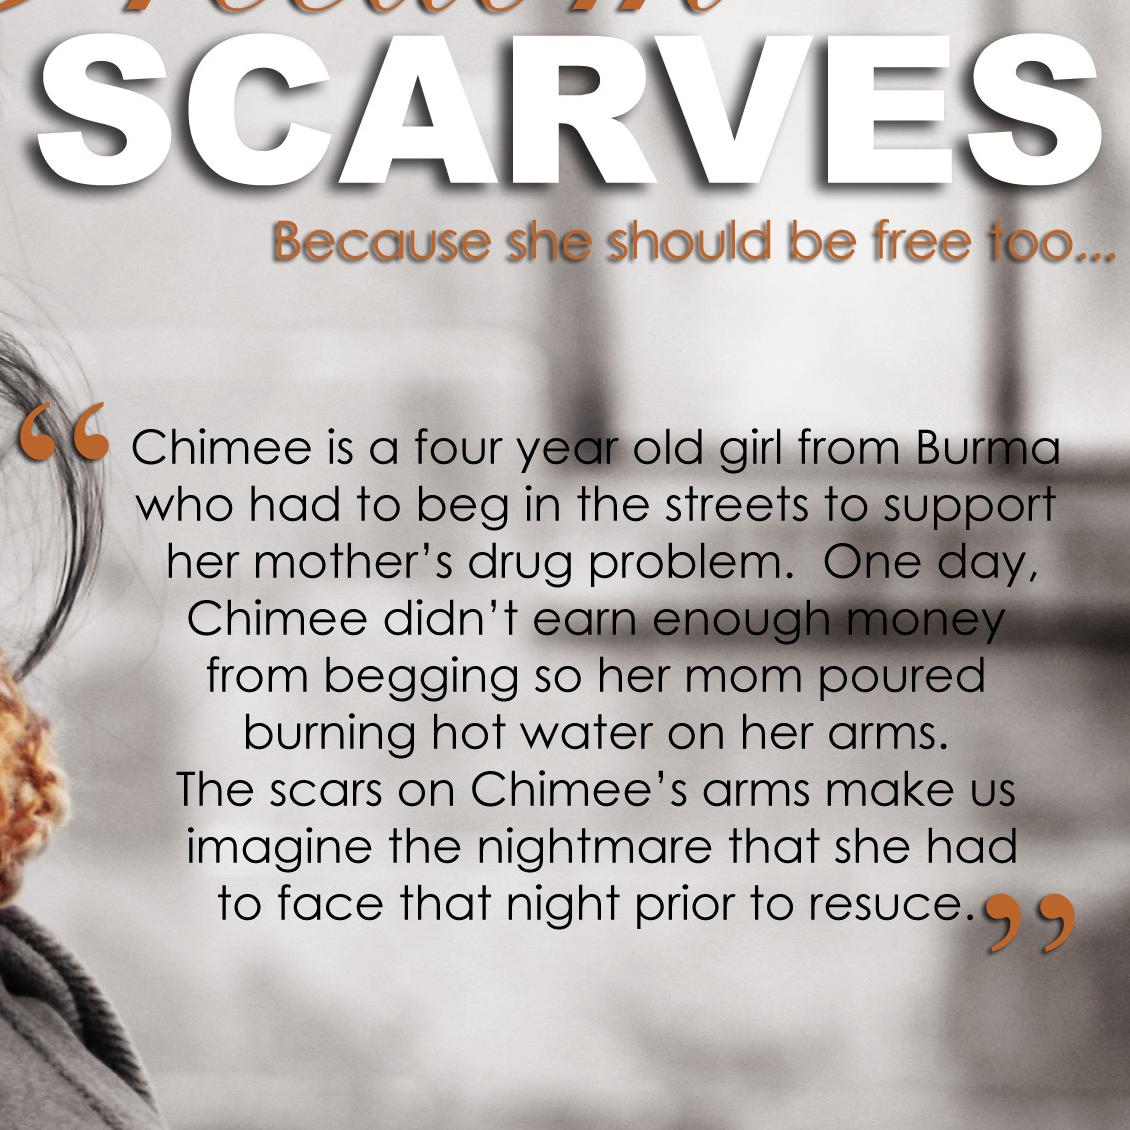 SCARVES
Because she should be free too...
“ Chimee is a four year old girl from Burma
who had to beg in the streets to support
her mother’s drug problem.  One day,
Chimee didn’t earn enough money
from begging so her mom poured
burning hot water on her arms.
The scars on Chimee’s arms make us
imagine the nightmare that she had
to face that night prior to resuce. ”